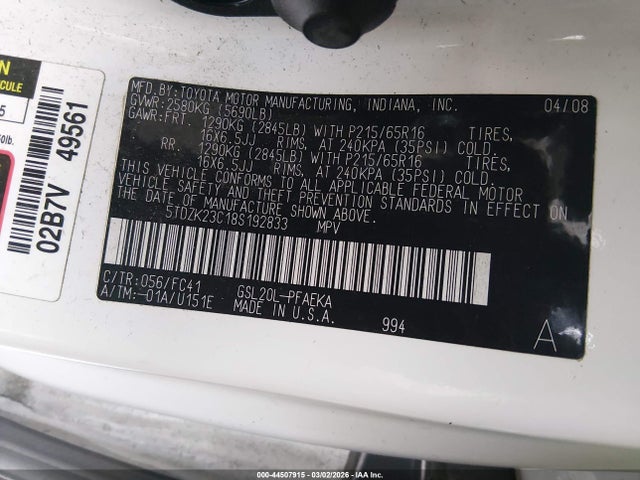 MFD.BY:TOYOTA MOTOR MANUFACTURING, INDIANA, INC. 04/08
GVWR:2580KG (5690LB)
GAWR:FRT. 1290KG (2845LB) WITH P215/65R16 TIRES,
16X6.5JJ RIMS, AT 240KPA (35PSI) COLD.
RR. 1290KG (2845LB) WITH P215/65R16 TIRES,
16X6.5JJ RIMS, AT 240KPA (35PSI) COLD.
THIS VEHICLE CONFORMS TO ALL APPLICABLE FEDERAL MOTOR
VEHICLE SAFETY AND THEFT PREVENTION STANDARDS IN EFFECT ON
THE DATE OF MANUFACTURE SHOWN ABOVE.
5TDZK23C18S192833 MPV
C/TR:056/FC41 GSL20L-PFAEKA
A/TM:-01A/U151E MADE IN U.S.A.
994
A
02B7V 49561
00-44507915 - 03/02/2026 - IAA Inc.